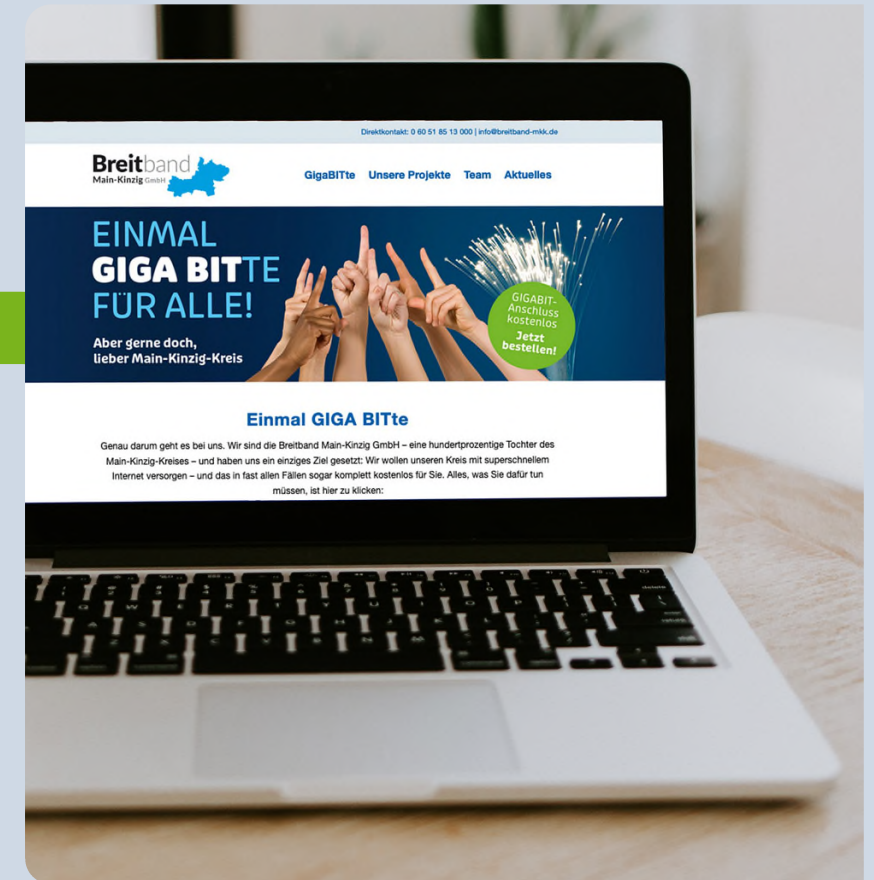 Direktkontakt: 0 60 51 85 13 000 | info@breitband-mkk.de
Breitband
Main-Kinzig GmbH
GigaBITte Unsere Projekte Team Aktuelles
EINMAL
GIGA BITTE
FÜR ALLE!
Aber gerne doch,
lieber Main-Kinzig-Kreis
GIGABIT-
Anschluss
kostenlos
Jetzt
bestellen!
Einmal GIGA BITte
Genau darum geht es bei uns. Wir sind die Breitband Main-Kinzig GmbH – eine hundertprozentige Tochter des
Main-Kinzig-Kreises – und haben uns ein einziges Ziel gesetzt: Wir wollen unseren Kreis mit superschnellem
Internet versorgen – und das in fast allen Fällen sogar komplett kostenlos für Sie. Alles, was Sie dafür tun
müssen, ist hier zu klicken: